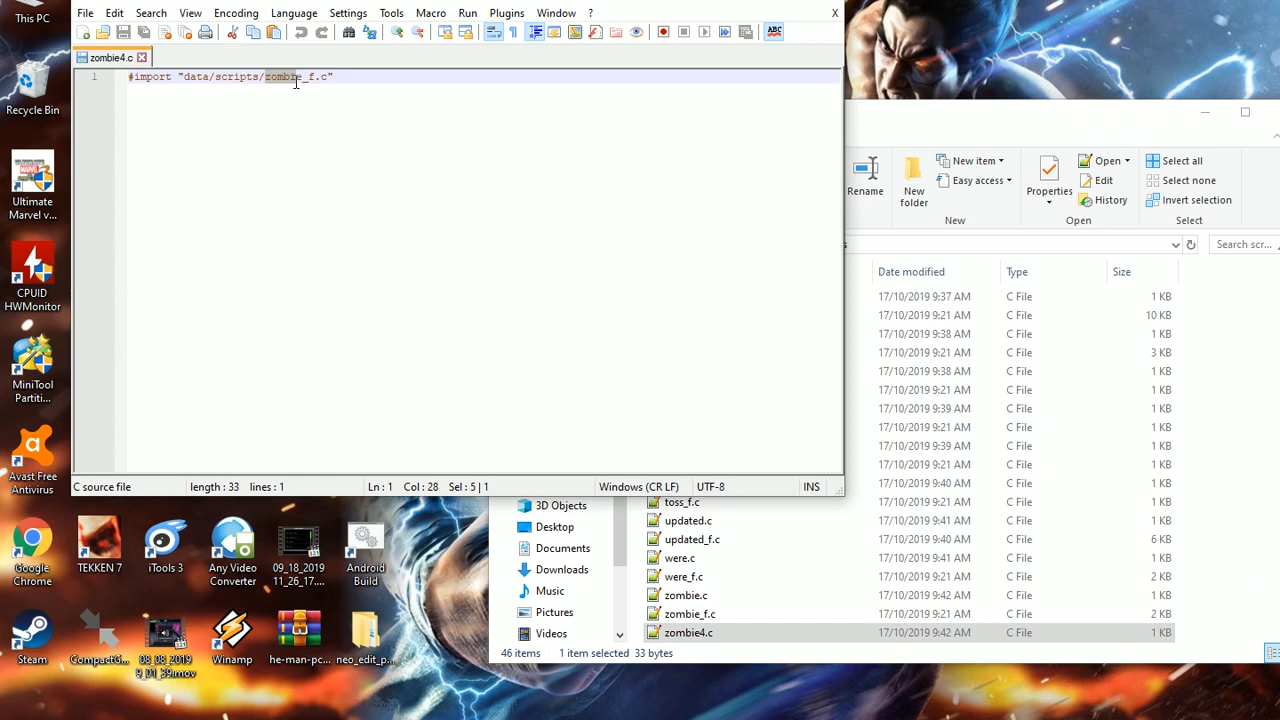 This PC
File Edit Search View Encoding Language Settings Tools Macro Run Plugins Window ? X
ABC
zombie4.c
1 #import "data/scripts/zombie_f.c"
C source file length : 33 lines : 1 Ln : 1 Col : 28 Sel : 5 | 1 Windows (CR LF) UTF-8 INS
Recycle Bin
Ultimate
Marvel v...
CPUID
HWMonitor
MiniTool
Partiti...
Avast Free
Antivirus
Google
Chrome
TEKKEN 7
iTools 3
Any Video
Converter
09_18_2019
11_26_17....
Android
Build
Steam
CompactG...
08_08_2019
9_01_39.mov
Winamp
he-man-pc...
neo_edit_p...
Rename
New
folder
New item
Easy access
New
Properties
Open
Edit
History
Open
Select all
Select none
Invert selection
Select
s
Search scr...
Date modified Type Size
17/10/2019 9:37 AM C File 1 KB
17/10/2019 9:21 AM C File 10 KB
17/10/2019 9:38 AM C File 1 KB
17/10/2019 9:21 AM C File 3 KB
17/10/2019 9:38 AM C File 1 KB
17/10/2019 9:21 AM C File 1 KB
17/10/2019 9:39 AM C File 1 KB
17/10/2019 9:21 AM C File 1 KB
17/10/2019 9:39 AM C File 1 KB
17/10/2019 9:21 AM C File 1 KB
17/10/2019 9:40 AM C File 1 KB
toss_f.c 17/10/2019 9:21 AM C File 1 KB
updated.c 17/10/2019 9:41 AM C File 1 KB
updated_f.c 17/10/2019 9:40 AM C File 6 KB
were.c 17/10/2019 9:41 AM C File 1 KB
were_f.c 17/10/2019 9:21 AM C File 2 KB
zombie.c 17/10/2019 9:42 AM C File 1 KB
zombie_f.c 17/10/2019 9:21 AM C File 2 KB
zombie4.c 17/10/2019 9:42 AM C File 1 KB
3D Objects
Desktop
Documents
Downloads
Music
Pictures
Videos
46 items 1 item selected 33 bytes